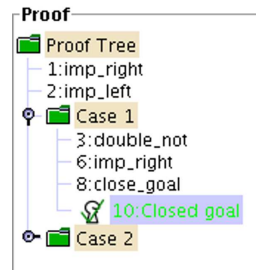 Proof
Proof Tree
1:imp_right
2:imp_left
Case 1
3:double_not
6:imp_right
8:close_goal
10:Closed goal
Case 2